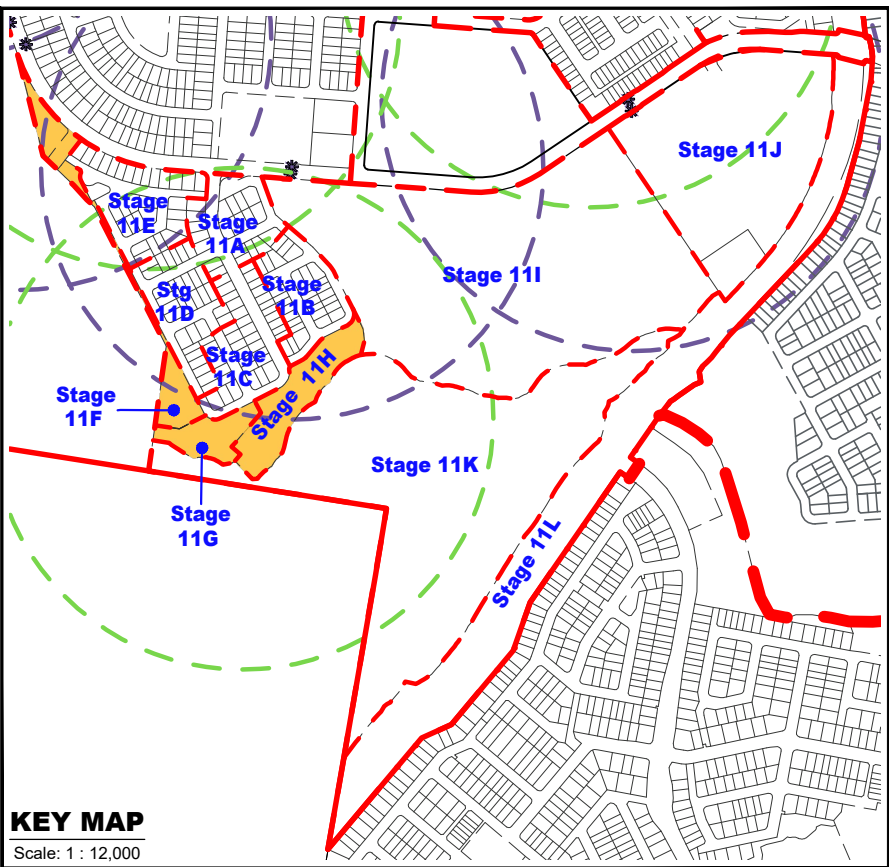 Stage 11J
Stage
11E
Stage
11A
Stage 11I
Stg
11D
Stage
11B
Stage
11C
Stage 11H
Stage
11F
Stage 11K
Stage
11G
Stage 11L
KEY MAP
Scale: 1 : 12,000